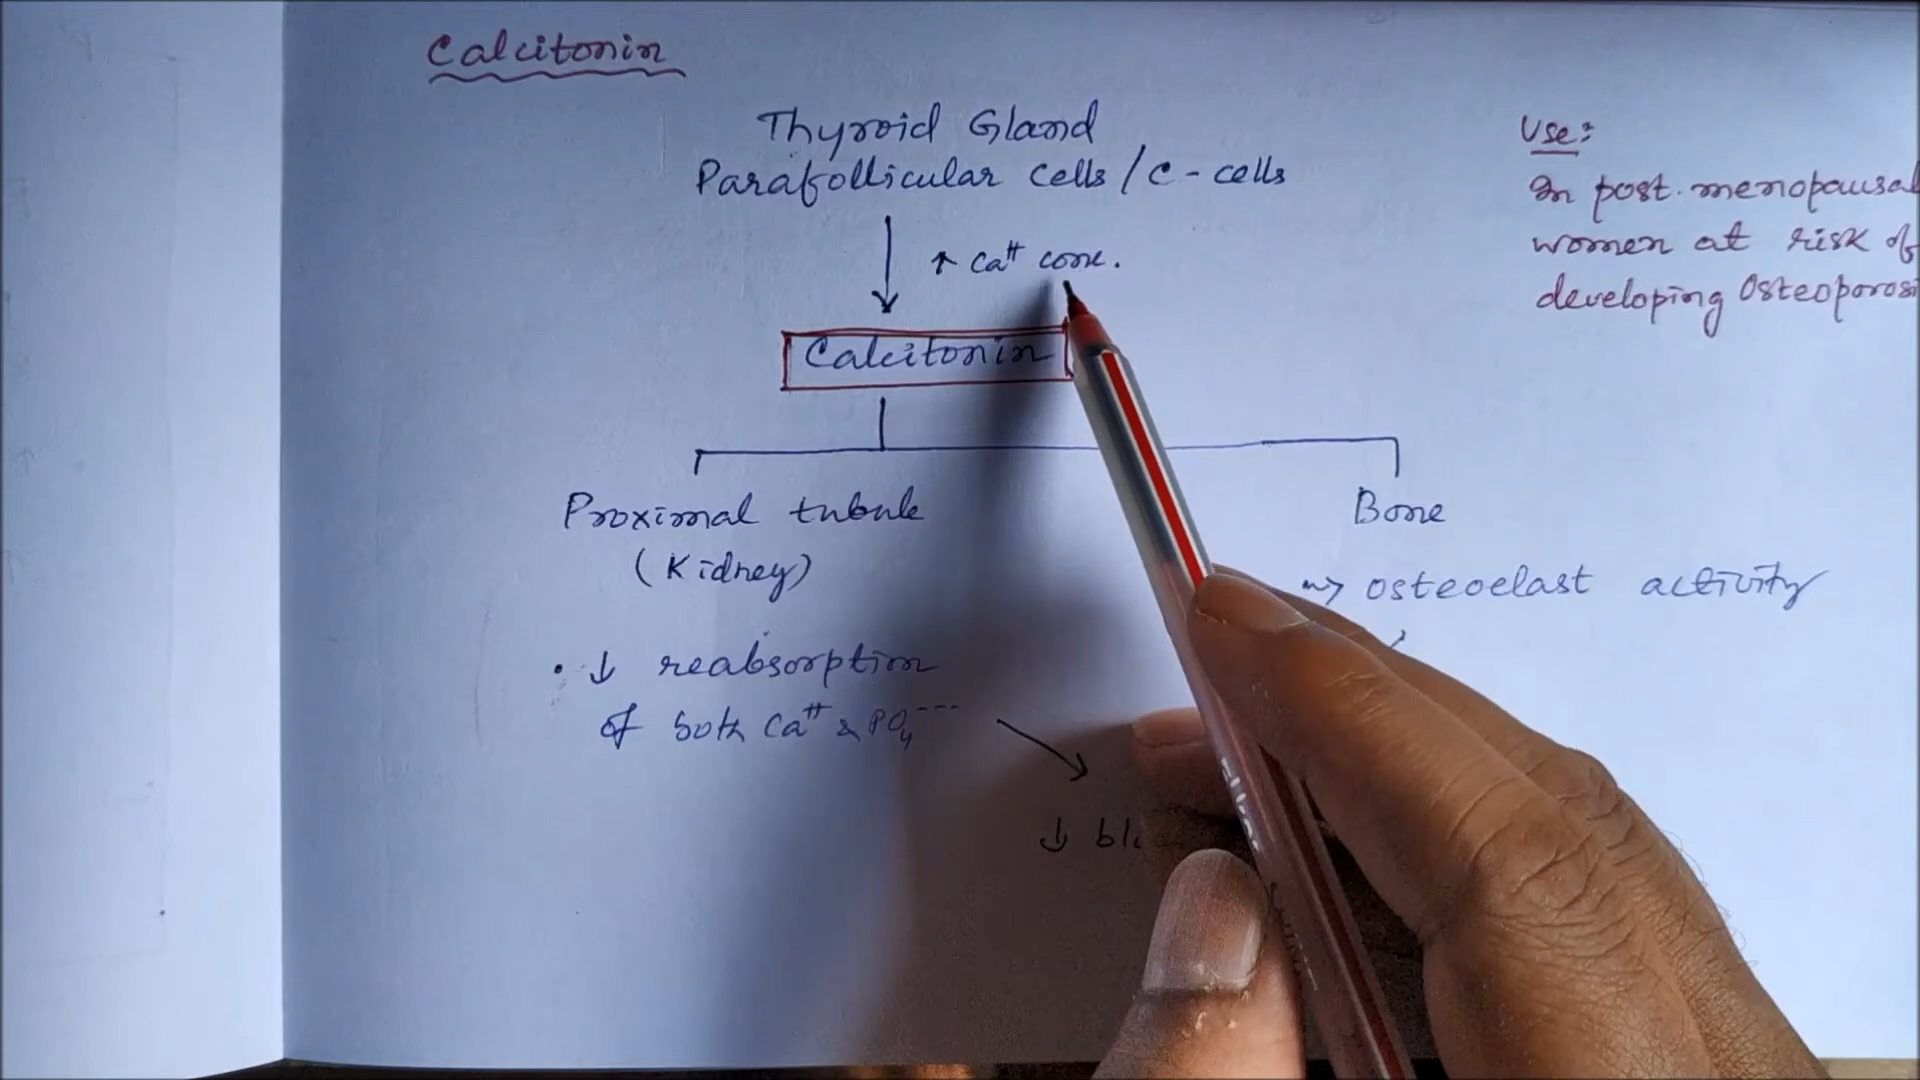 Calcitonin
Thyroid Gland
Parafollicular cells / C-cells
↑ Ca++ conc.
Calcitonin
Use:
In post-menopausal
women at risk of
developing Osteoporosi
Proximal tubule
(Kidney)
Bone
osteoclast activity
• ↓ reabsorption
of both Ca++ & PO4---
↓